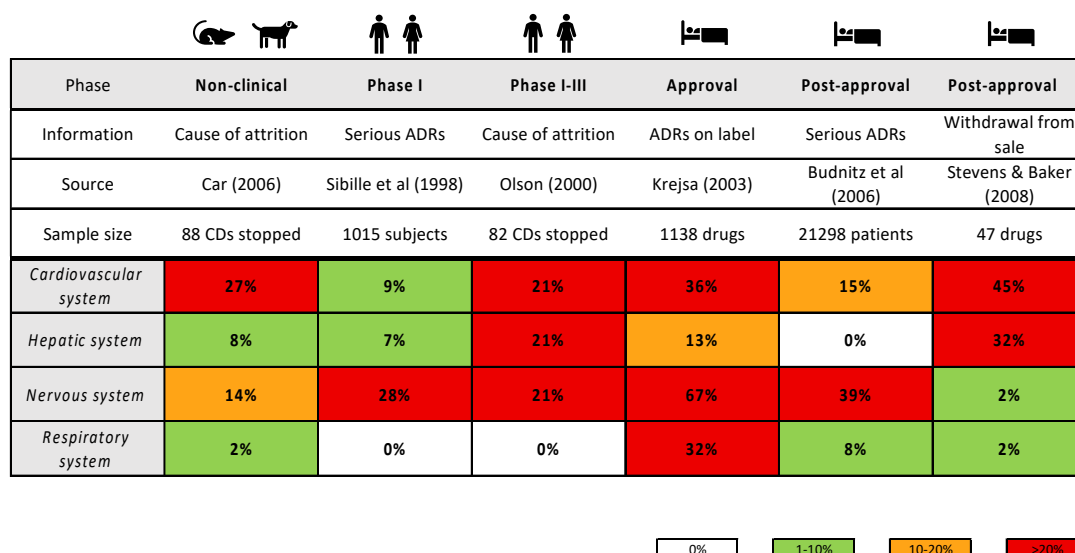 Phase Non-clinical Phase I Phase I-III Approval Post-approval Post-approval
Information Cause of attrition Serious ADRs Cause of attrition ADRs on label Serious ADRs Withdrawal from
sale
Source Car (2006) Sibille et al (1998) Olson (2000) Krejsa (2003) Budnitz et al
(2006) Stevens & Baker
(2008)
Sample size 88 CDs stopped 1015 subjects 82 CDs stopped 1138 drugs 21298 patients 47 drugs
Cardiovascular
system 27% 9% 21% 36% 15% 45%
Hepatic system 8% 7% 21% 13% 0% 32%
Nervous system 14% 28% 21% 67% 39% 2%
Respiratory
system 2% 0% 0% 32% 8% 2%
0% 1-10% 10-20% >20%